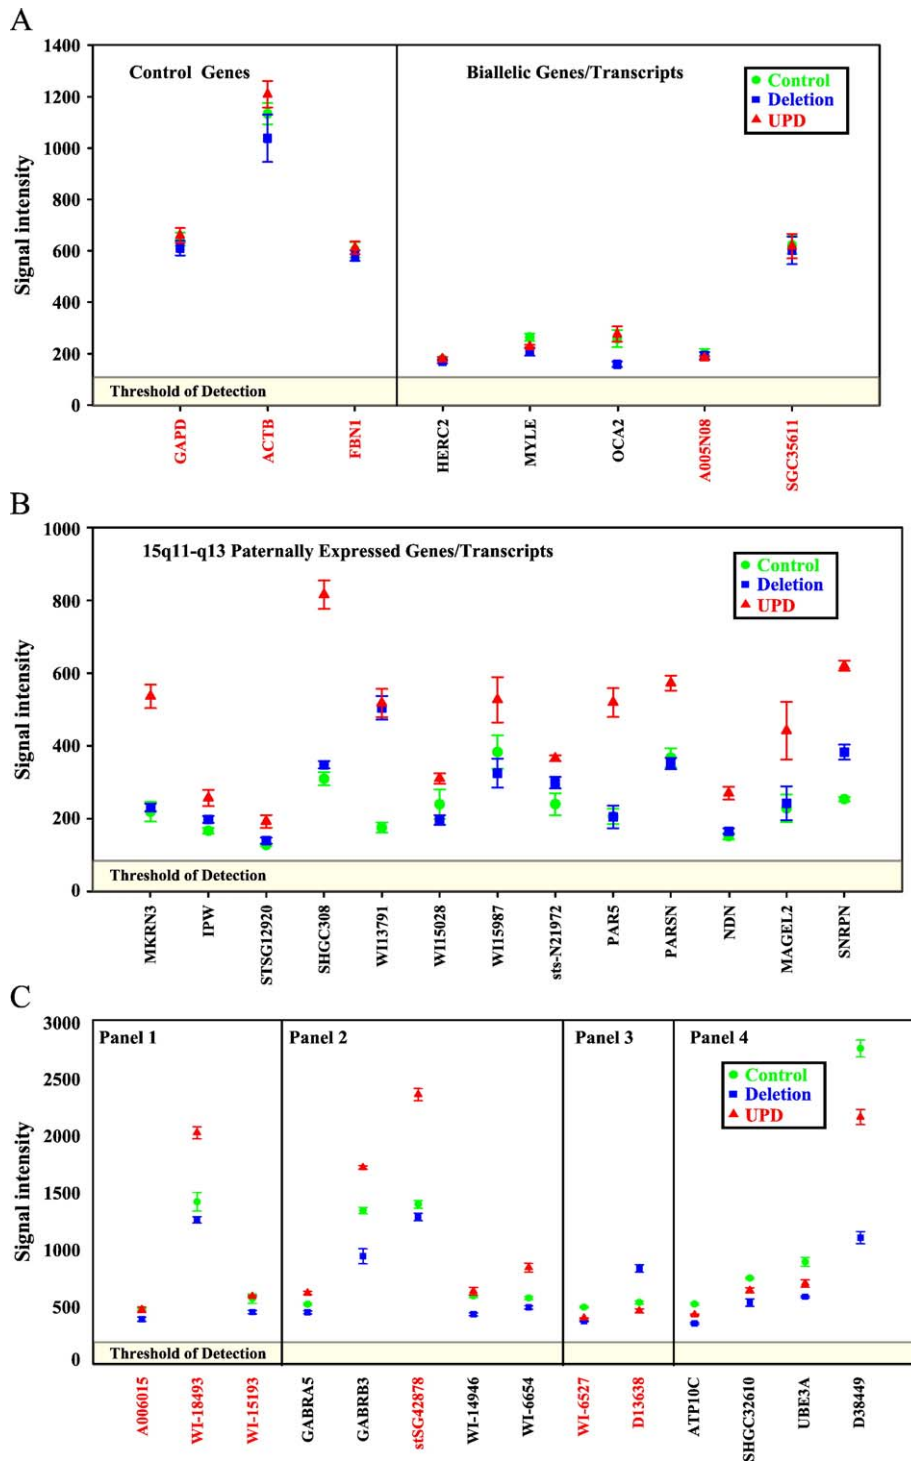 A
1400
1200
1000
800
600
400
200
0
Signal intensity
Control Genes
Biallelic Genes/Transcripts
Control
Deletion
UPD
Threshold of Detection
GAPD
ACTB
FBN1
HERC2
MYLE
OCA2
A005N08
SGC35611
B
1000
800
600
400
200
0
Signal intensity
15q11-q13 Paternally Expressed Genes/Transcripts
Control
Deletion
UPD
Threshold of Detection
MKRN3
IPW
STSG12920
SHGC308
WI13791
WI15028
WI15987
sts-N21972
PAR5
PARSN
NDN
MAGEL2
SNRPN
C
3000
2500
2000
1500
1000
500
0
Signal intensity
Panel 1
Panel 2
Panel 3
Panel 4
Control
Deletion
UPD
Threshold of Detection
A006015
WI-18493
WI-15193
GABRA5
GABRB3
stSG42878
WI-14946
WI-6654
WI-6527
D13638
ATP10C
SHGC32610
UBE3A
D38449